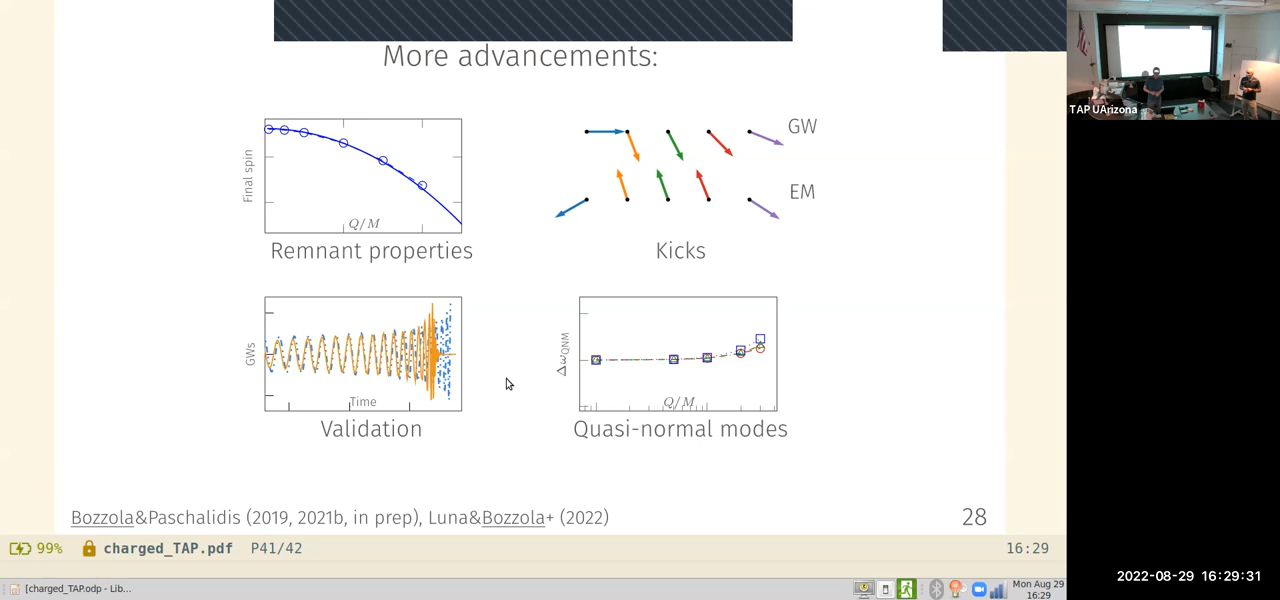 More advancements:
Final spin
Q/M
Remnant properties
GW
EM
Kicks
GWs
Time
Validation
ΔωQNM
Q/M
Quasi-normal modes
Bozzola&Paschalidis (2019, 2021b, in prep), Luna&Bozzola+ (2022)
28
99% charged_TAP.pdf P41/42 16:29
[charged_TAP.odp - Lib...
Mon Aug 29
16:29
TAP UArizona
2022-08-29 16:29:31